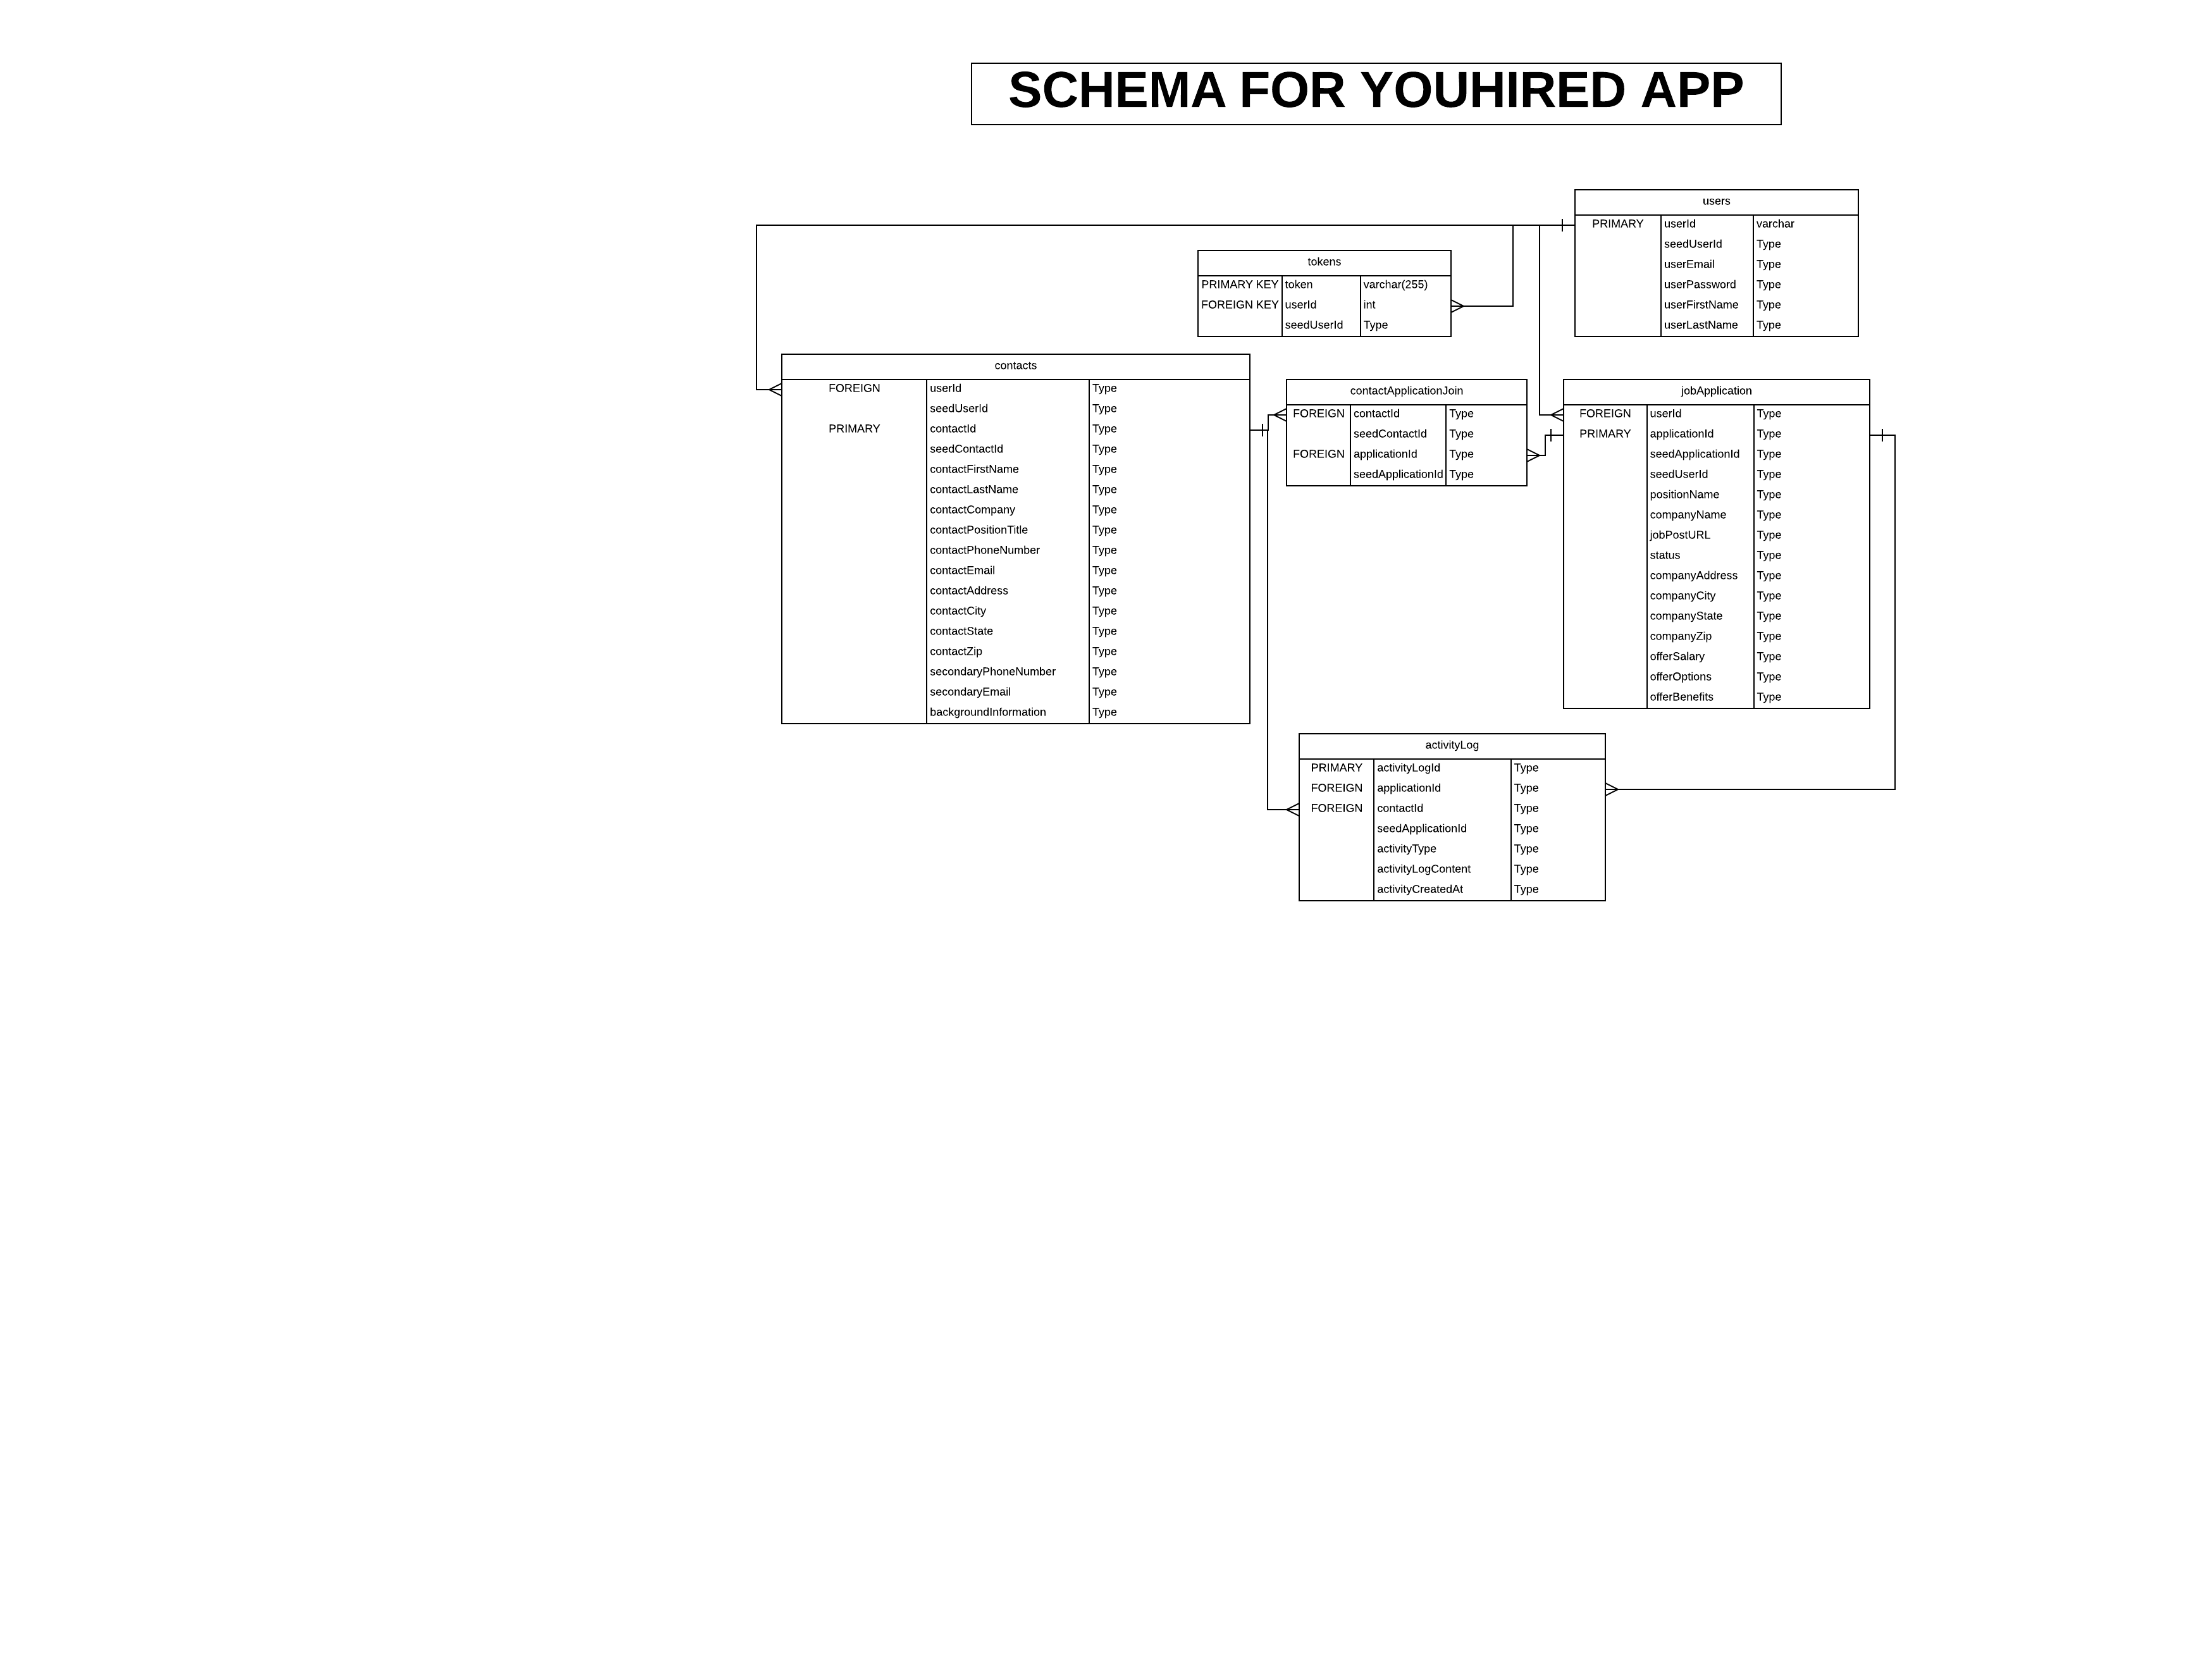 SCHEMA FOR YOUHIRED APP
users
PRIMARY userId varchar
seedUserId Type
userEmail Type
userPassword Type
userFirstName Type
userLastName Type
tokens
PRIMARY KEY token varchar(255)
FOREIGN KEY userId int
seedUserId Type
contacts
FOREIGN userId Type
seedUserId Type
PRIMARY contactId Type
seedContactId Type
contactFirstName Type
contactLastName Type
contactCompany Type
contactPositionTitle Type
contactPhoneNumber Type
contactEmail Type
contactAddress Type
contactCity Type
contactState Type
contactZip Type
secondaryPhoneNumber Type
secondaryEmail Type
backgroundInformation Type
contactApplicationJoin
FOREIGN contactId Type
seedContactId Type
FOREIGN applicationId Type
seedApplicationId Type
jobApplication
FOREIGN userId Type
PRIMARY applicationId Type
seedApplicationId Type
seedUserId Type
positionName Type
companyName Type
jobPostURL Type
status Type
companyAddress Type
companyCity Type
companyState Type
companyZip Type
offerSalary Type
offerOptions Type
offerBenefits Type
activityLog
PRIMARY activityLogId Type
FOREIGN applicationId Type
FOREIGN contactId Type
seedApplicationId Type
activityType Type
activityLogContent Type
activityCreatedAt Type